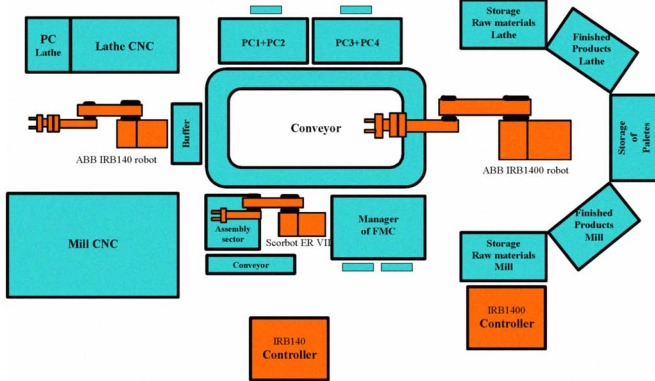 PC
Lathe
Lathe CNC
PC1+PC2
PC3+PC4
Storage
Raw materials
Lathe
Finished
Products
Lathe
ABB IRB140 robot
Buffer
Conveyor
ABB IRB1400 robot
Storage
of
Paletes
Mill CNC
Assembly
sector
Scorbot ER VII
Conveyor
Manager
of FMC
Storage
Raw materials
Mill
Finished
Products
Mill
IRB140
Controller
IRB1400
Controller